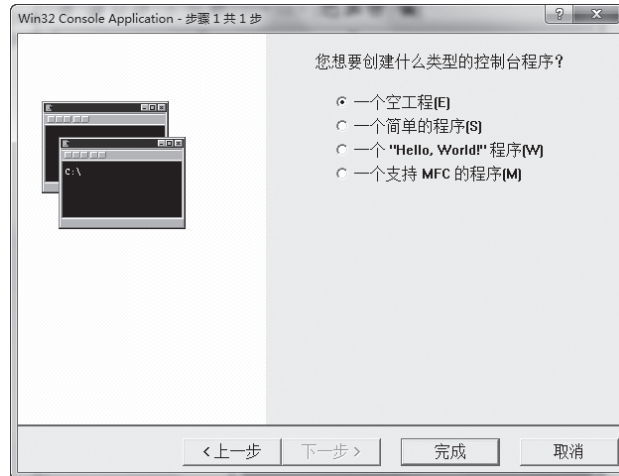 Win32 Console Application - 步骤 1 共 1 步
您想要创建什么类型的控制台程序?
一个空工程(E)
一个简单的程序(S)
一个 "Hello, World!" 程序(W)
一个支持 MFC 的程序(M)
C:\
<上一步
下一步>
完成
取消